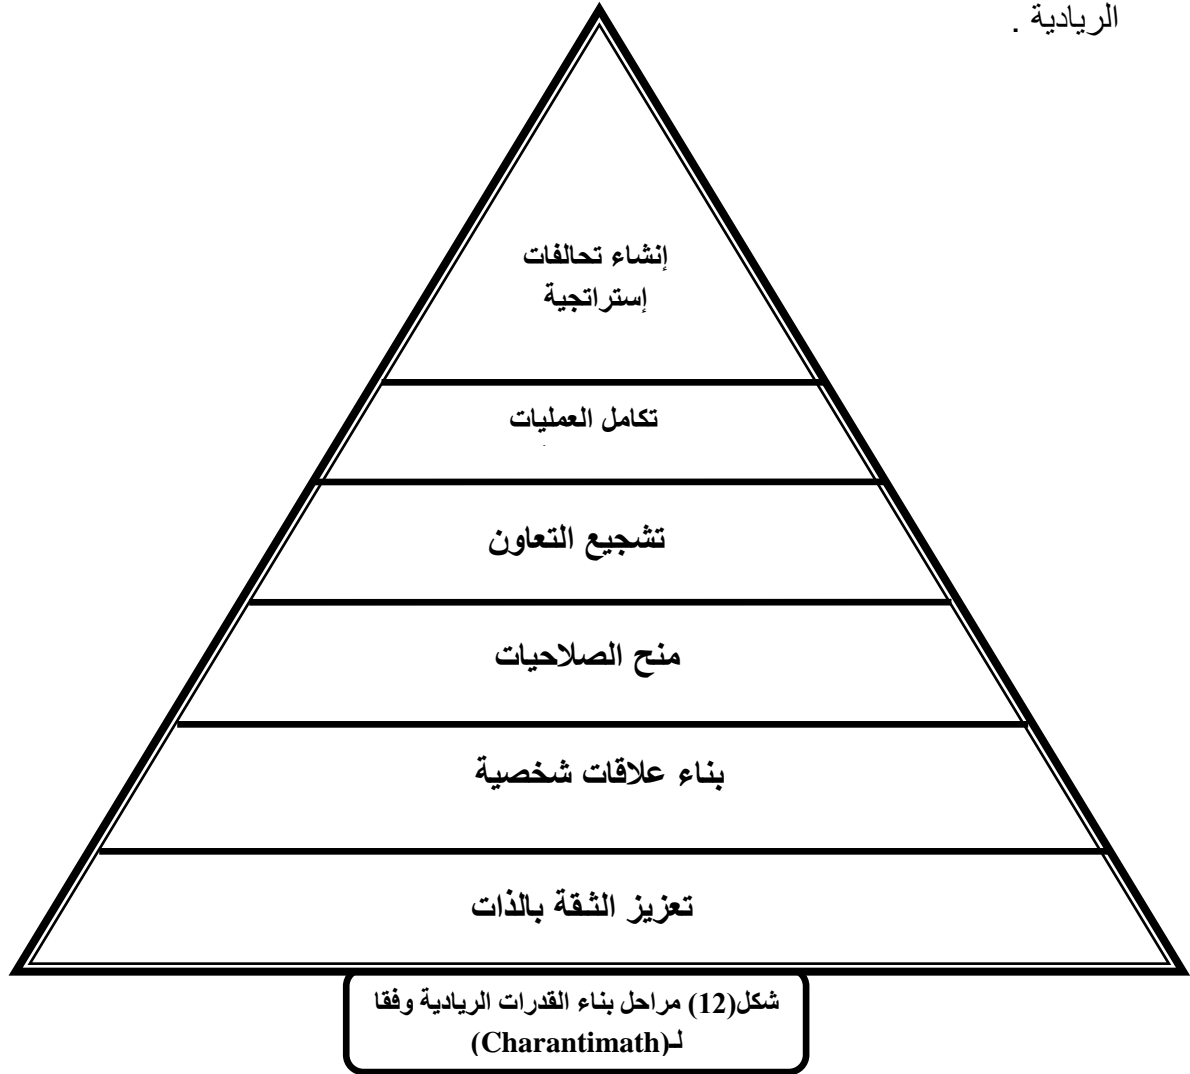 الريادية .
إنشاء تحالفات
إستراتجية
تكامل العمليات
تشجيع التعاون
منح الصلاحيات
بناء علاقات شخصية
تعزيز الثقة بالذات
شكل(12) مراحل بناء القدرات الريادية وفقا
لـ(Charantimath)